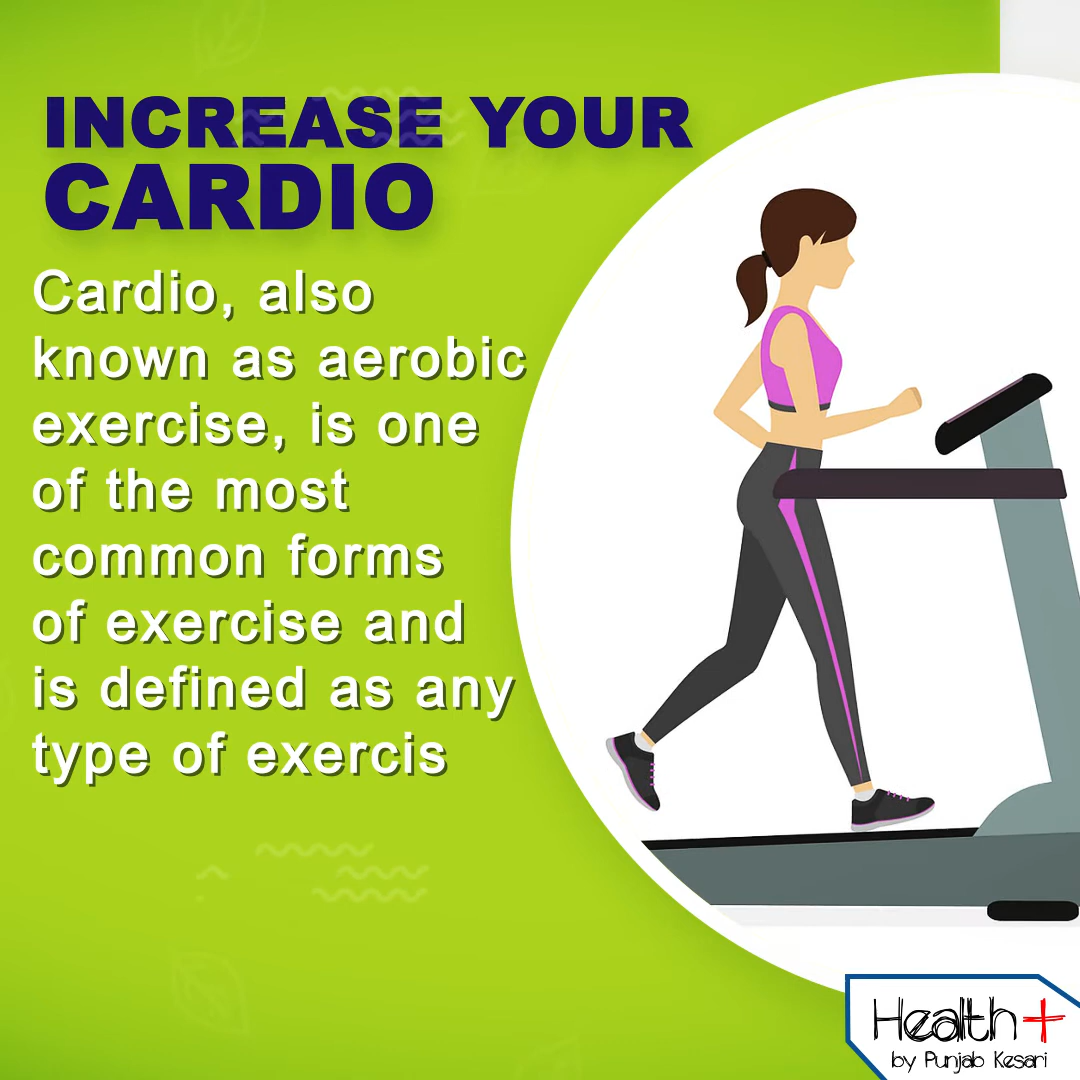 INCREASE YOUR
CARDIO
Cardio, also
known as aerobic
exercise, is one
of the most
common forms
of exercise and
is defined as any
type of exercis
Health+
by Punjab Kesari